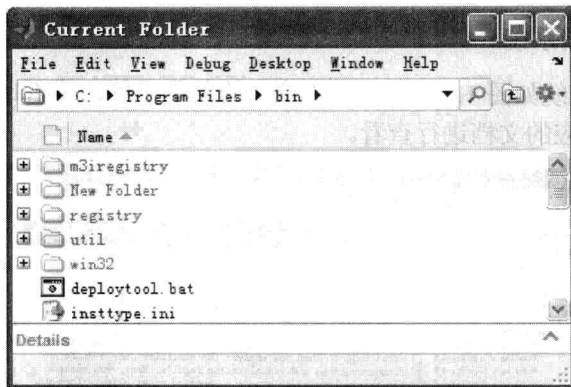 Current Folder
File Edit View Debug Desktop Window Help
C: Program Files bin
Name
m3iregistry
New Folder
registry
util
win32
deploytool.bat
insttype.ini
Details